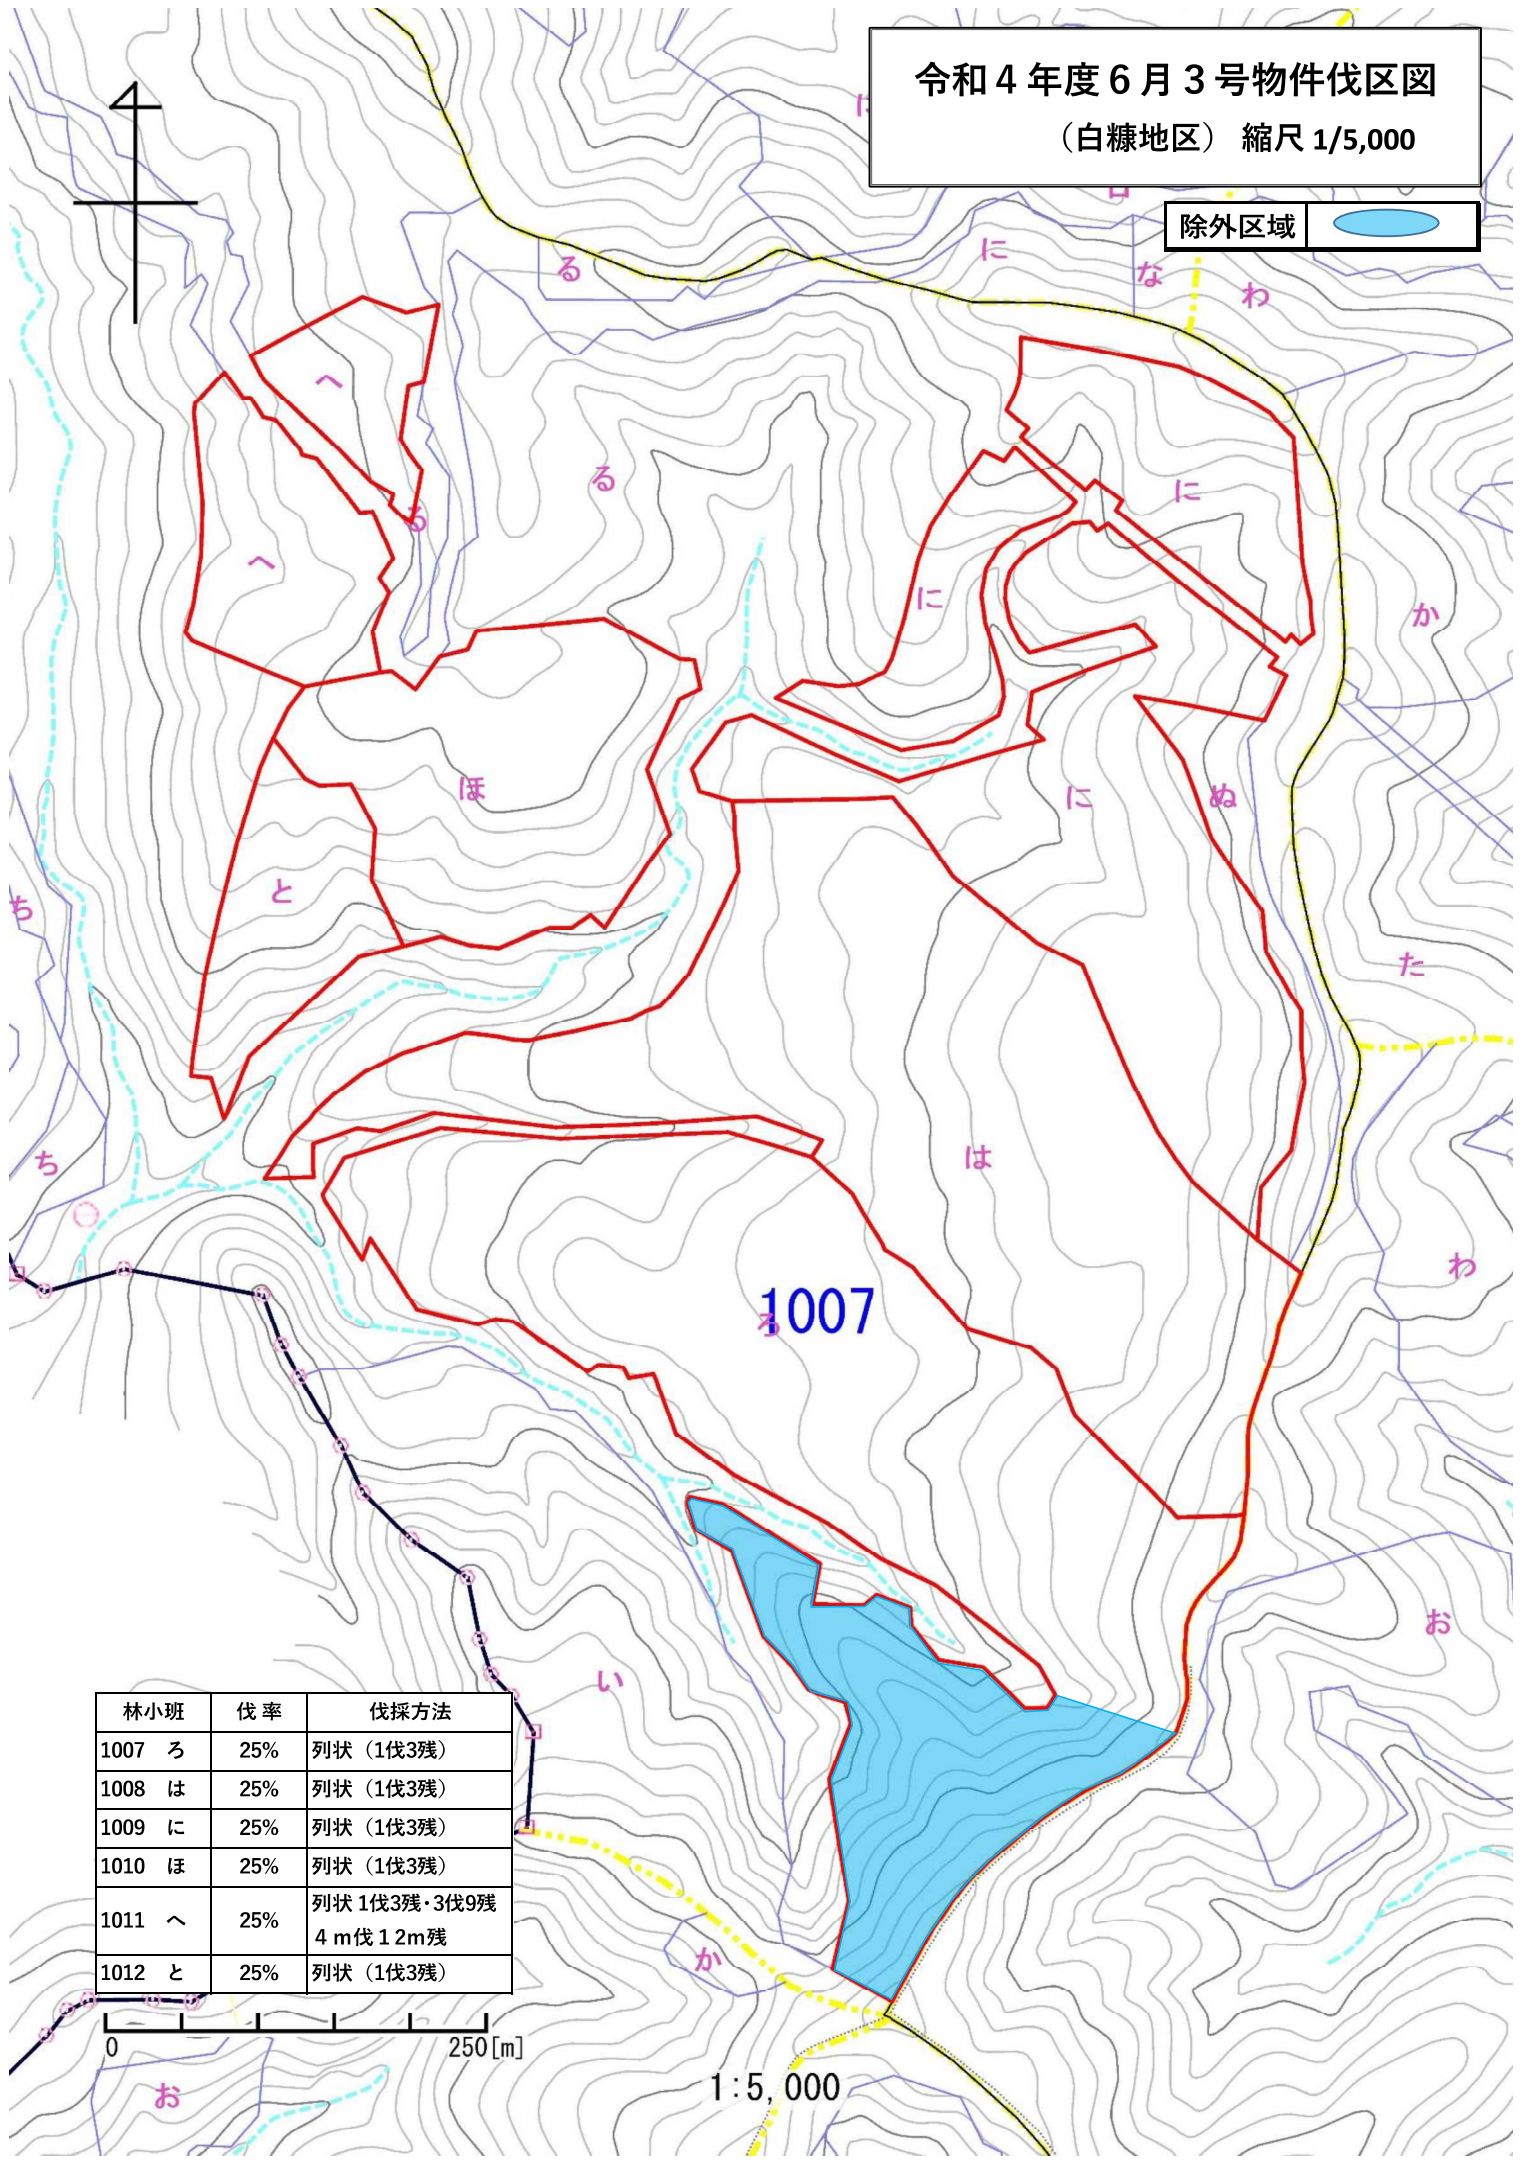 令和４年度６月３号物件伐区図
（白糠地区） 縮尺 1/5,000
除外区域
に
な
わ
る
へ
る
に
る
へ
に
か
ほ
に
ぬ
と
ち
た
ち
は
わ
1007
ろ
お
い
林小班 伐 率 伐採方法
1007 ろ 25% 列状（1伐3残）
1008 は 25% 列状（1伐3残）
1009 に 25% 列状（1伐3残）
1010 ほ 25% 列状（1伐3残）
1011 へ 25% 列状 1伐3残・3伐9残
４ｍ伐１２ｍ残
1012 と 25% 列状（1伐3残）
か
0 250[m]
1:5,000
お